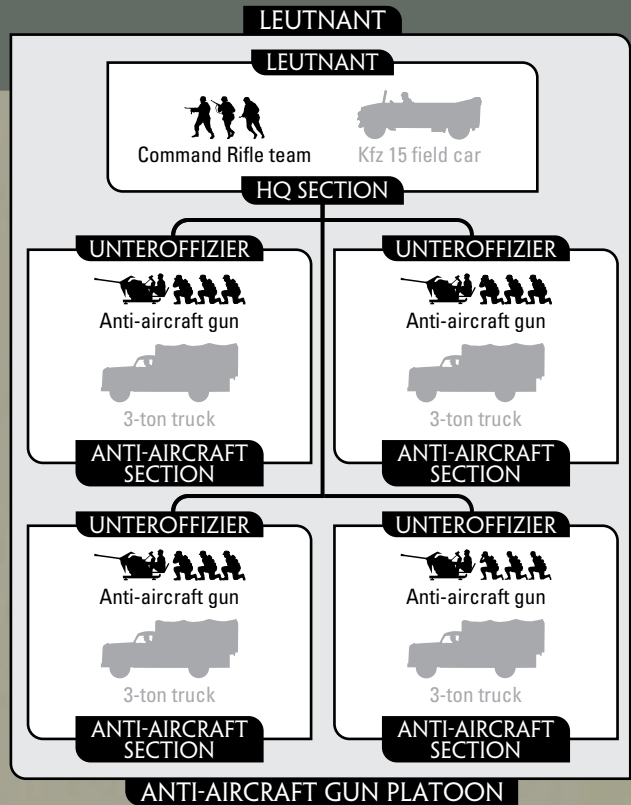 LEUTNANT
LEUTNANT
Command Rifle team
Kfz 15 field car
HQ SECTION
UNTEROFFIZIER
Anti-aircraft gun
3-ton truck
ANTI-AIRCRAFT
SECTION
UNTEROFFIZIER
Anti-aircraft gun
3-ton truck
ANTI-AIRCRAFT
SECTION
UNTEROFFIZIER
Anti-aircraft gun
3-ton truck
ANTI-AIRCRAFT
SECTION
UNTEROFFIZIER
Anti-aircraft gun
3-ton truck
ANTI-AIRCRAFT
SECTION
ANTI-AIRCRAFT GUN PLATOON